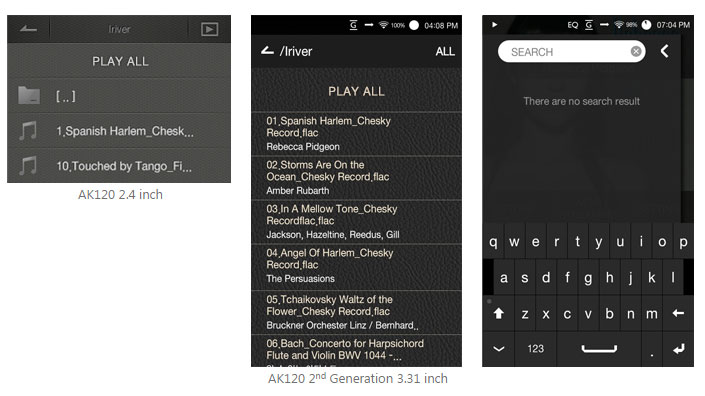 Iriver
PLAY ALL
[ .. ]
1,Spanish Harlem_Chesk...
10,Touched by Tango_Fi...
AK120 2.4 inch
G 100% 04:08 PM
/Iriver ALL
PLAY ALL
01,Spanish Harlem_Chesky
Record,flac
Rebecca Pidgeon
02,Storms Are On the
Ocean_Chesky Record,flac
Amber Rubarth
03,In A Mellow Tone_Chesky
Recordflac,flac
Jackson, Hazeltine, Reedus, Gill
04,Angel Of Harlem_Chesky
Record,flac
The Persuasions
05,Tchaikovsky Waltz of the
Flower_Chesky Record,flac
Bruckner Orchester Linz / Bernhard..
06,Bach_Concerto for Harpsichord
Flute and Violin BWV 1044 -...
AK120 2nd Generation 3.31 inch
EQ G 98% 07:04 PM
SEARCH
There are no search result
q w e r t y u i o p
a s d f g h j k l
z x c v b n m
123 .